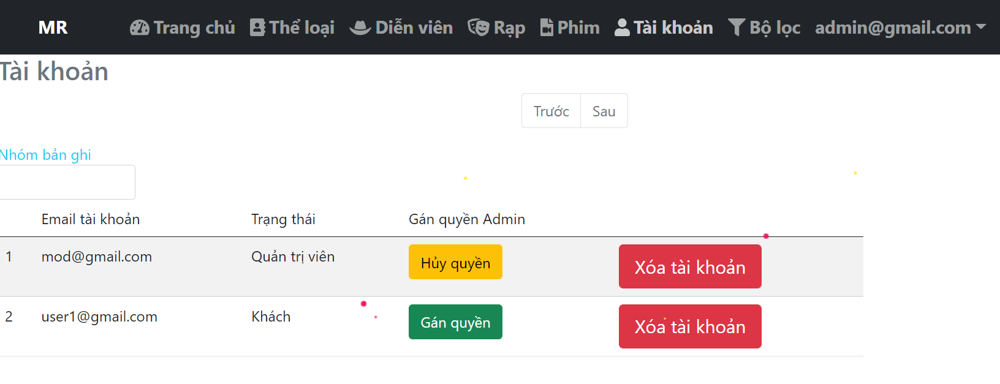 MR Trang chủ Thể loại Diễn viên Rạp Phim Tài khoản Bộ lọc admin@gmail.com
Tài khoản
Trước Sau
Nhóm bản ghi
Email tài khoản Trạng thái Gán quyền Admin
1 mod@gmail.com Quản trị viên Hủy quyền Xóa tài khoản
2 user1@gmail.com Khách Gán quyền Xóa tài khoản